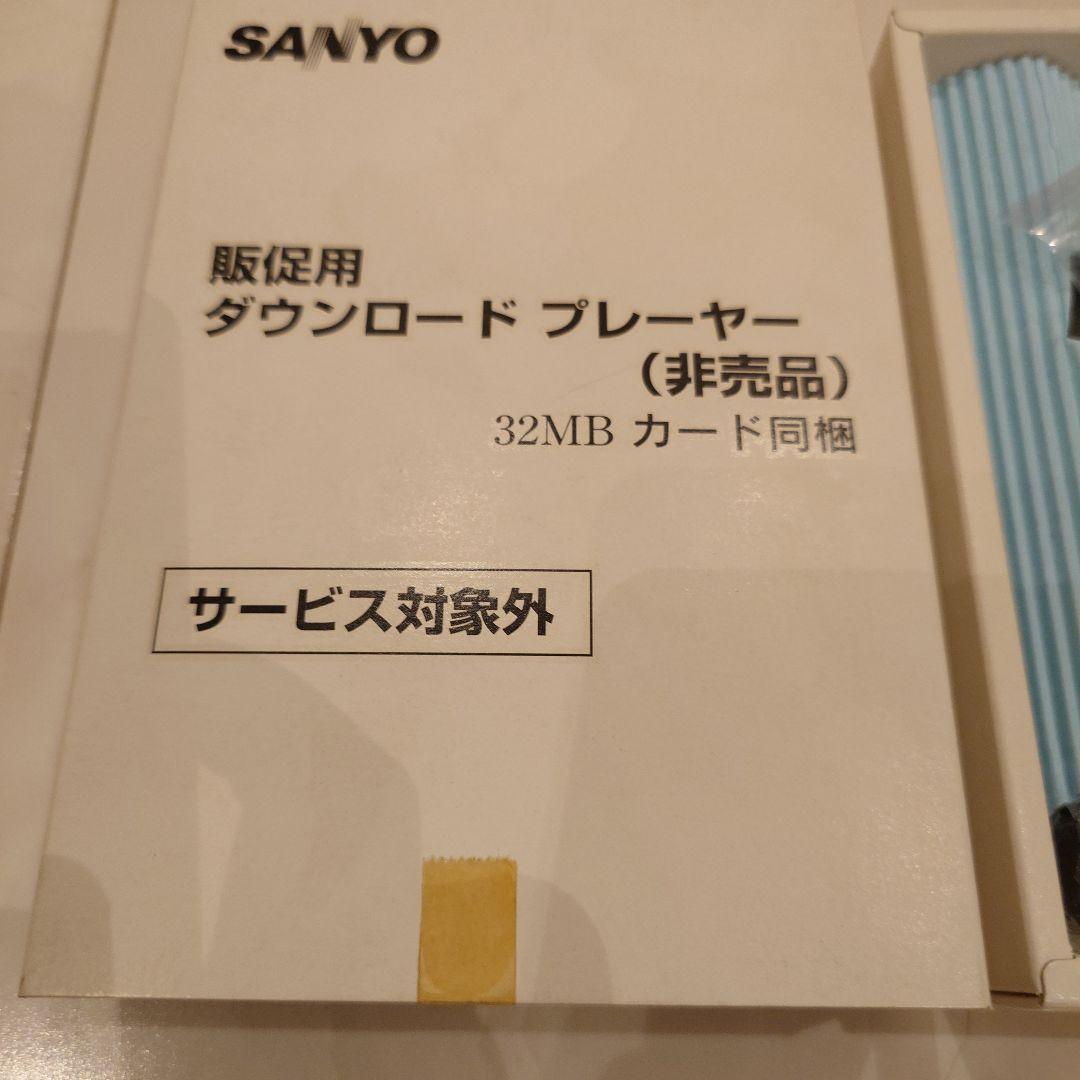 SANYO
販促用
ダウンロード プレーヤー
（非売品）
32MB カード同梱
サービス対象外